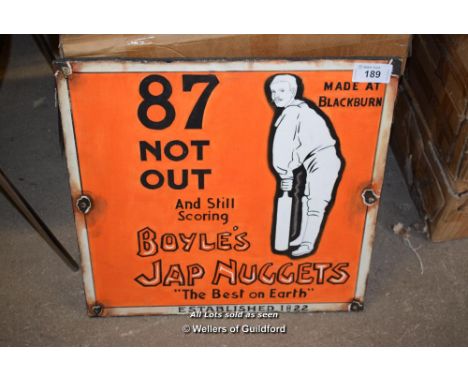 189
MADE AT
BLACKBURN
87
NOT
OUT
And Still
Scoring
BOYLE'S
JAP NUGGETS
"The Best on Earth"
ESTABLISHED 1822
All Lots sold as seen
©Wellers of Guildford